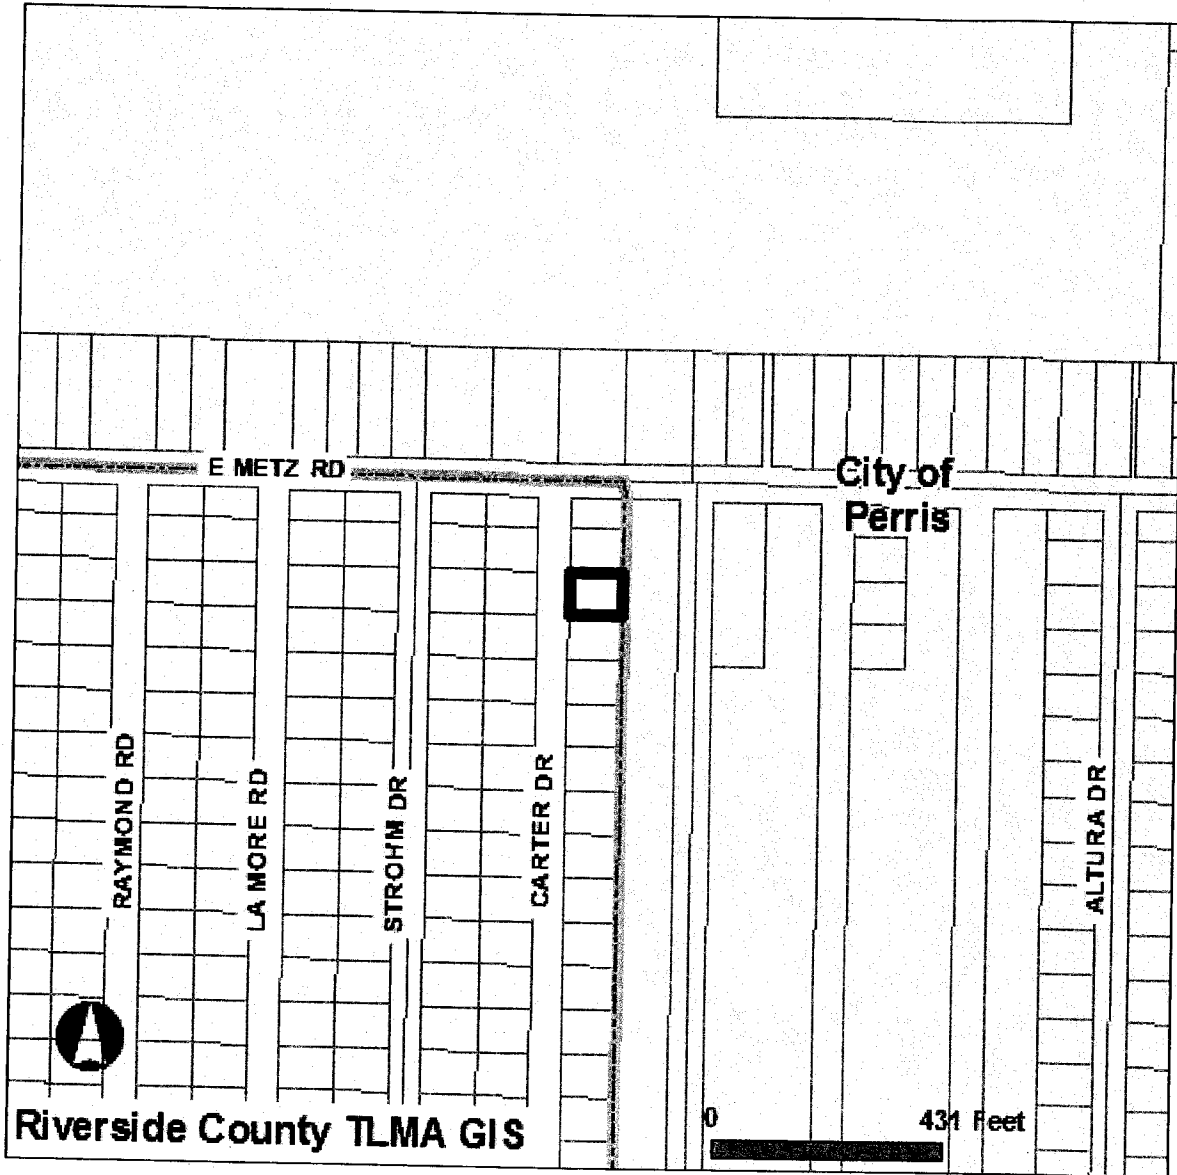 E METZ RD
City of
Perris
RAYMOND RD
LA MORE RD
STROHM DR
CARTER DR
ALTURA DR
Riverside County TLMA GIS
0 431 Feet